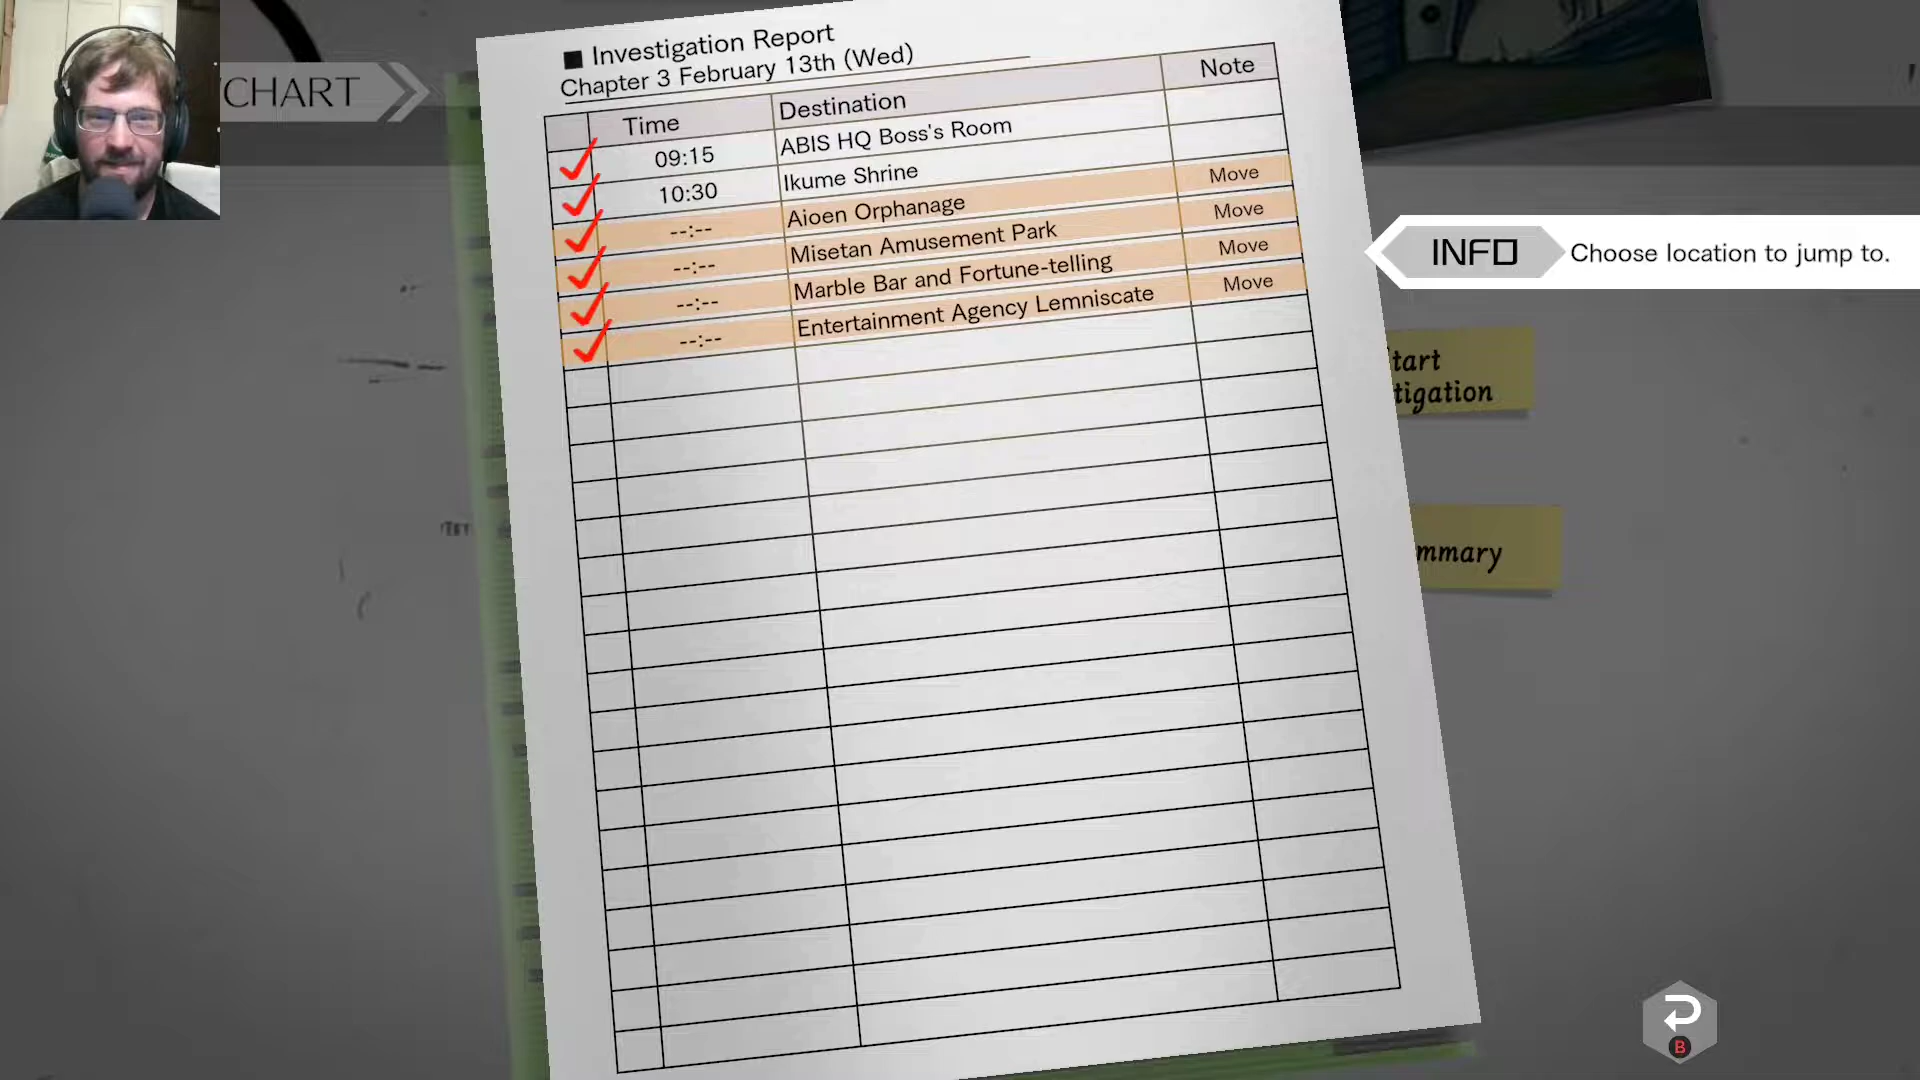 CHART
■ Investigation Report
Chapter 3 February 13th (Wed)
Time Destination Note
09:15 ABIS HQ Boss's Room
10:30 Ikume Shrine
--:-- Aioen Orphanage Move
--:-- Misetan Amusement Park Move
--:-- Marble Bar and Fortune-telling Move
--:-- Entertainment Agency Lemniscate Move
INFO Choose location to jump to.
tart
tigation
mmary
B